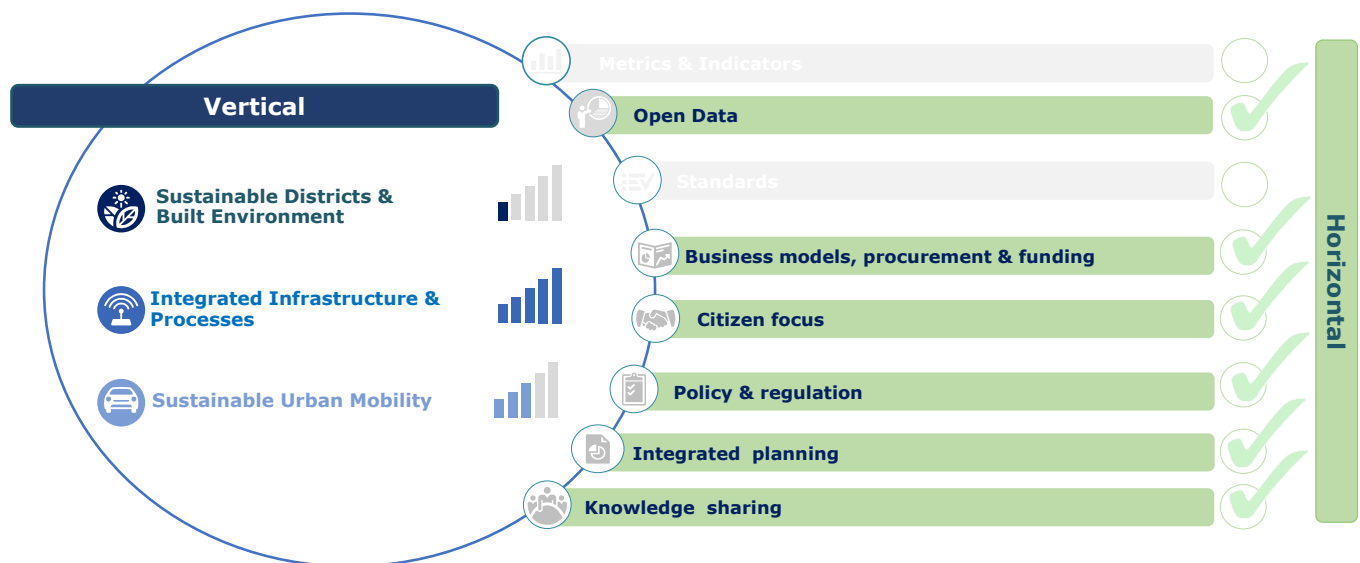 Vertical
Sustainable Districts &
Built Environment
Integrated Infrastructure &
Processes
Sustainable Urban Mobility
Metrics & Indicators
Open Data
Standards
Business models, procurement & funding
Citizen focus
Policy & regulation
Integrated planning
Knowledge sharing
Horizontal